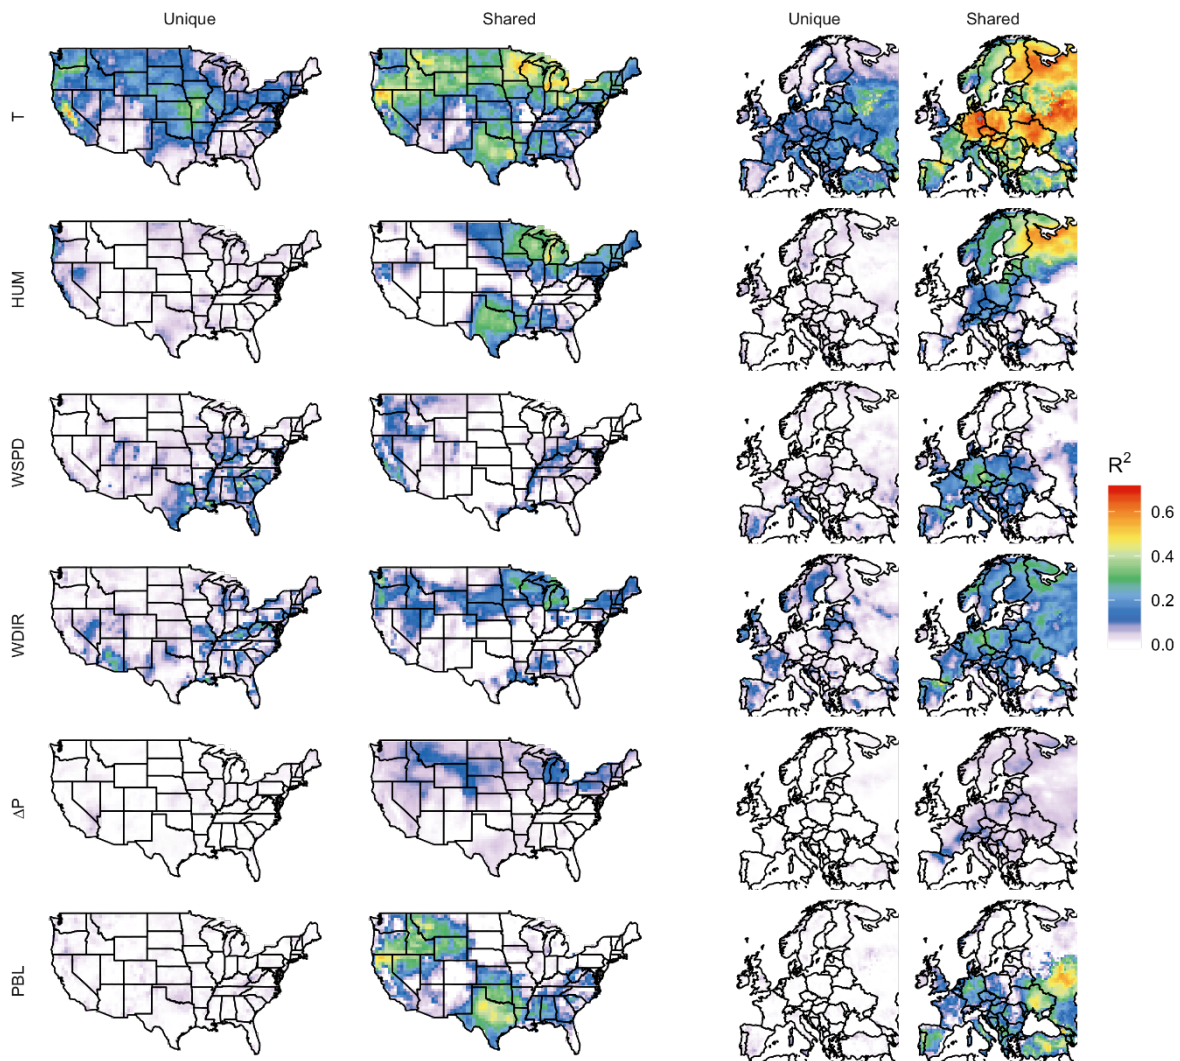 Unique Shared Unique Shared
T
HUM
WSPD
WDIR
ΔP
PBL
R²
0.6
0.4
0.2
0.0